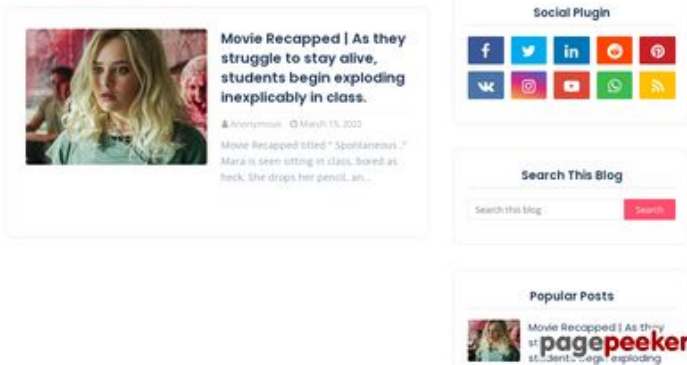 Movie Recapped | As they
struggle to stay alive,
students begin exploding
inexplicably in class.
Anonymous March 15, 2022
Movie Recapped titled " Spontaneous ."
Mara is seen sitting in class, bored as
heck. She drops her pencil, an...
Social Plugin
Search This Blog
Search this blog Search
Popular Posts
Movie Recapped | As they
pagepeeker
students begin exploding